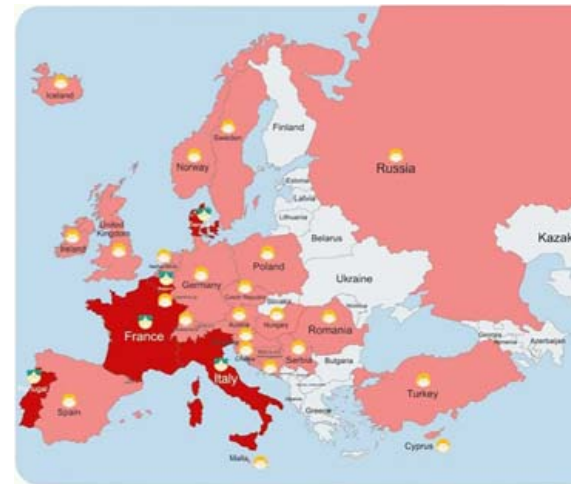 Iceland
Sweden
Finland
Norway
Russia
Estonia
Latvia
Lithuania
United
Kingdom
Ireland
Belarus
Kazak
Poland
Germany
Ukraine
Czech Republic
Slovakia
France
Austria
Hungary
Romania
Serbia
Bulgaria
Georgia
Azerbaijan
Italy
Portugal
Spain
Turkey
Greece
Malta
Cyprus